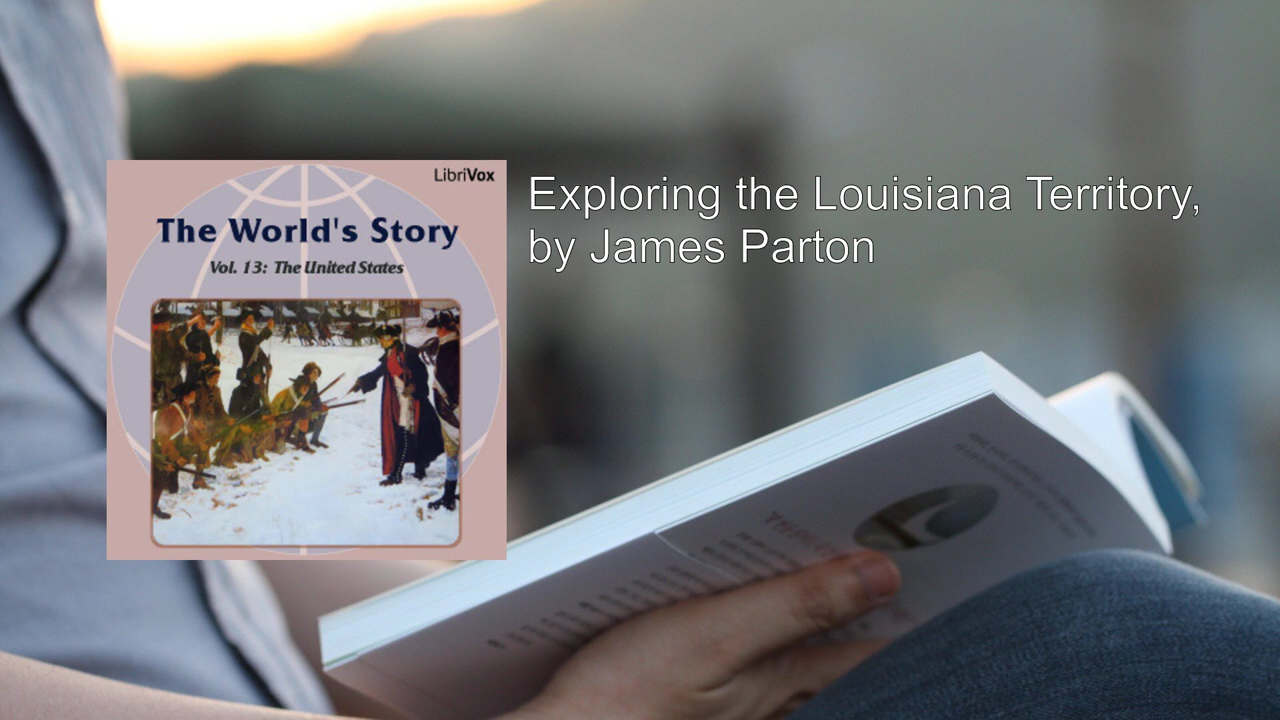 LibriVox
The World's Story
Vol. 13: The United States
Exploring the Louisiana Territory,
by James Parton